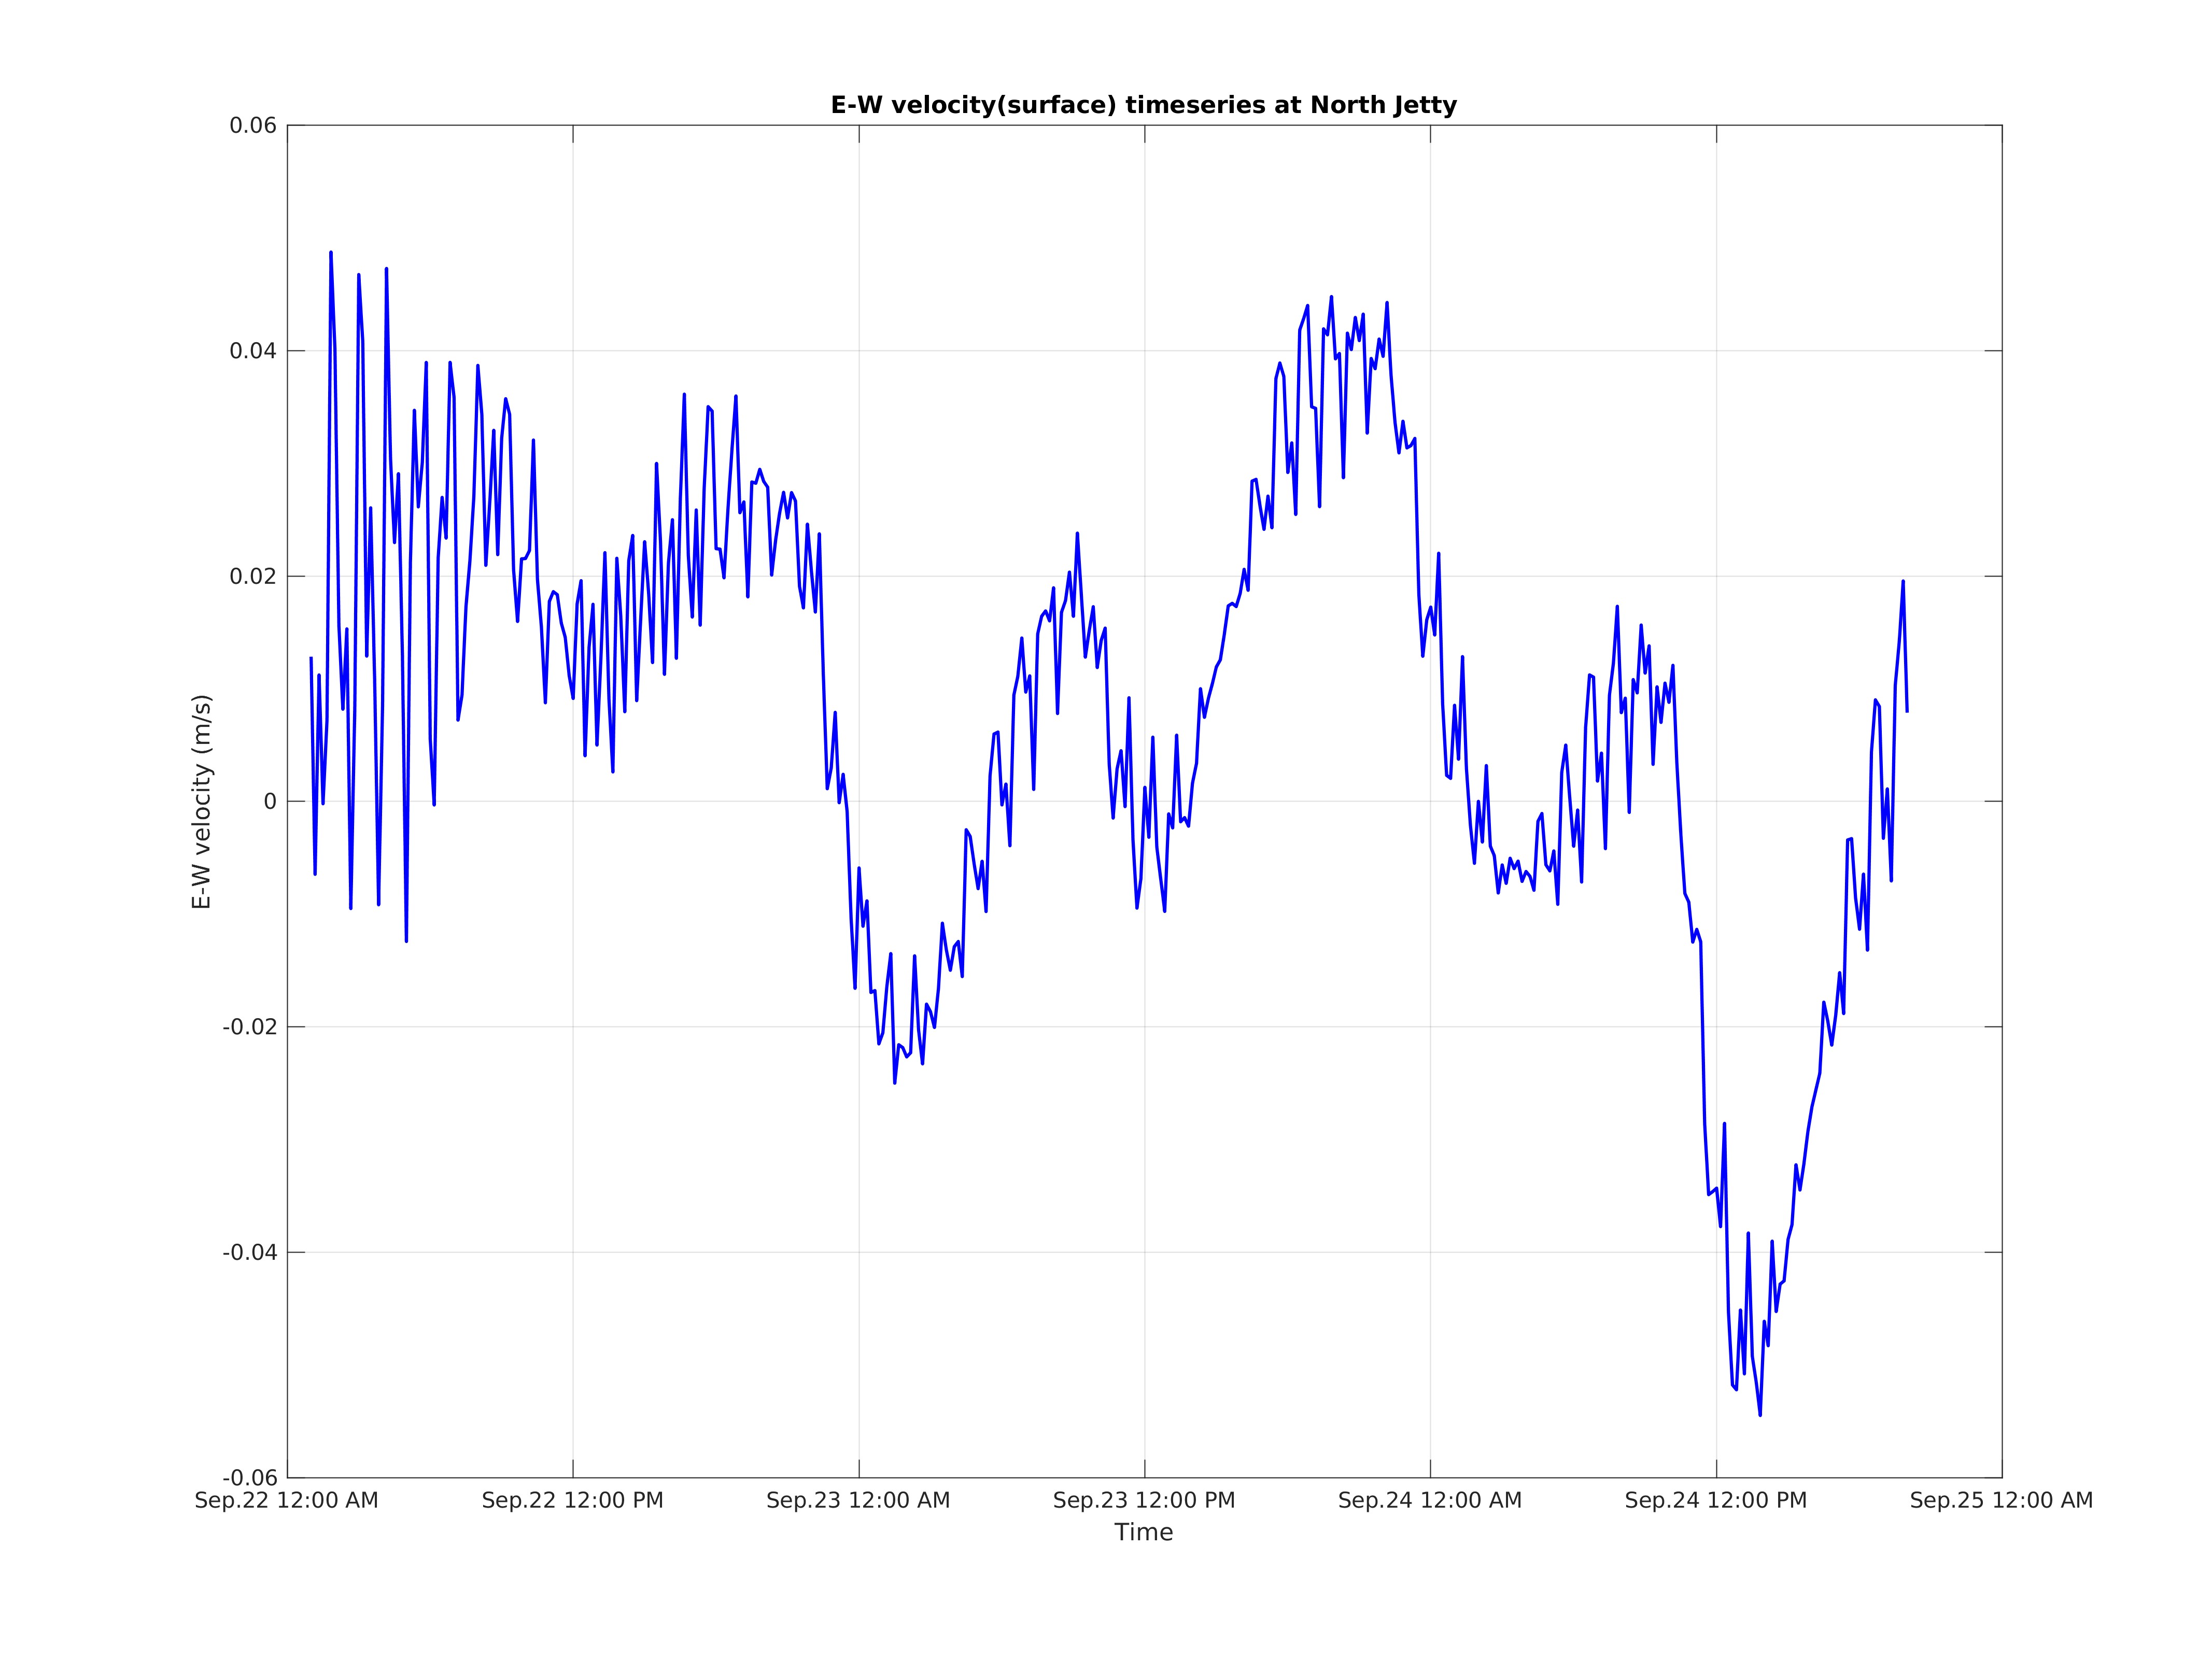 E-W velocity(surface) timeseries at North Jetty
0.06
0.04
0.02
0
-0.02
-0.04
-0.06
E-W velocity (m/s)
Sep.22 12:00 AM
Sep.22 12:00 PM
Sep.23 12:00 AM
Sep.23 12:00 PM
Sep.24 12:00 AM
Sep.24 12:00 PM
Sep.25 12:00 AM
Time